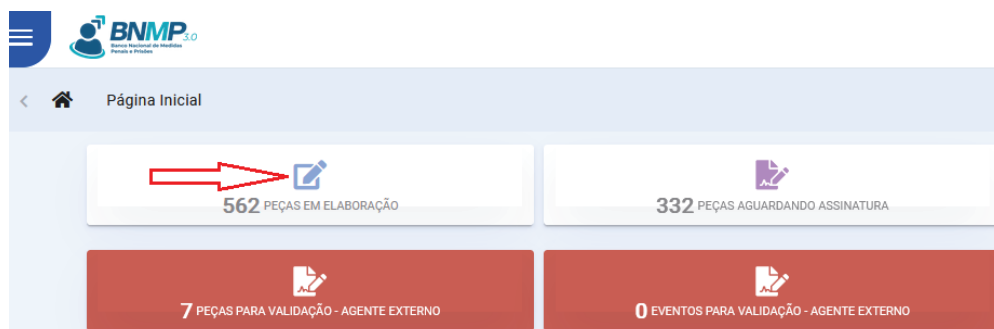 BNMP3.0
Banco Nacional de Medidas
Penais e Prisões
Página Inicial
562 PEÇAS EM ELABORAÇÃO
332 PEÇAS AGUARDANDO ASSINATURA
7 PEÇAS PARA VALIDAÇÃO - AGENTE EXTERNO
0 EVENTOS PARA VALIDAÇÃO - AGENTE EXTERNO